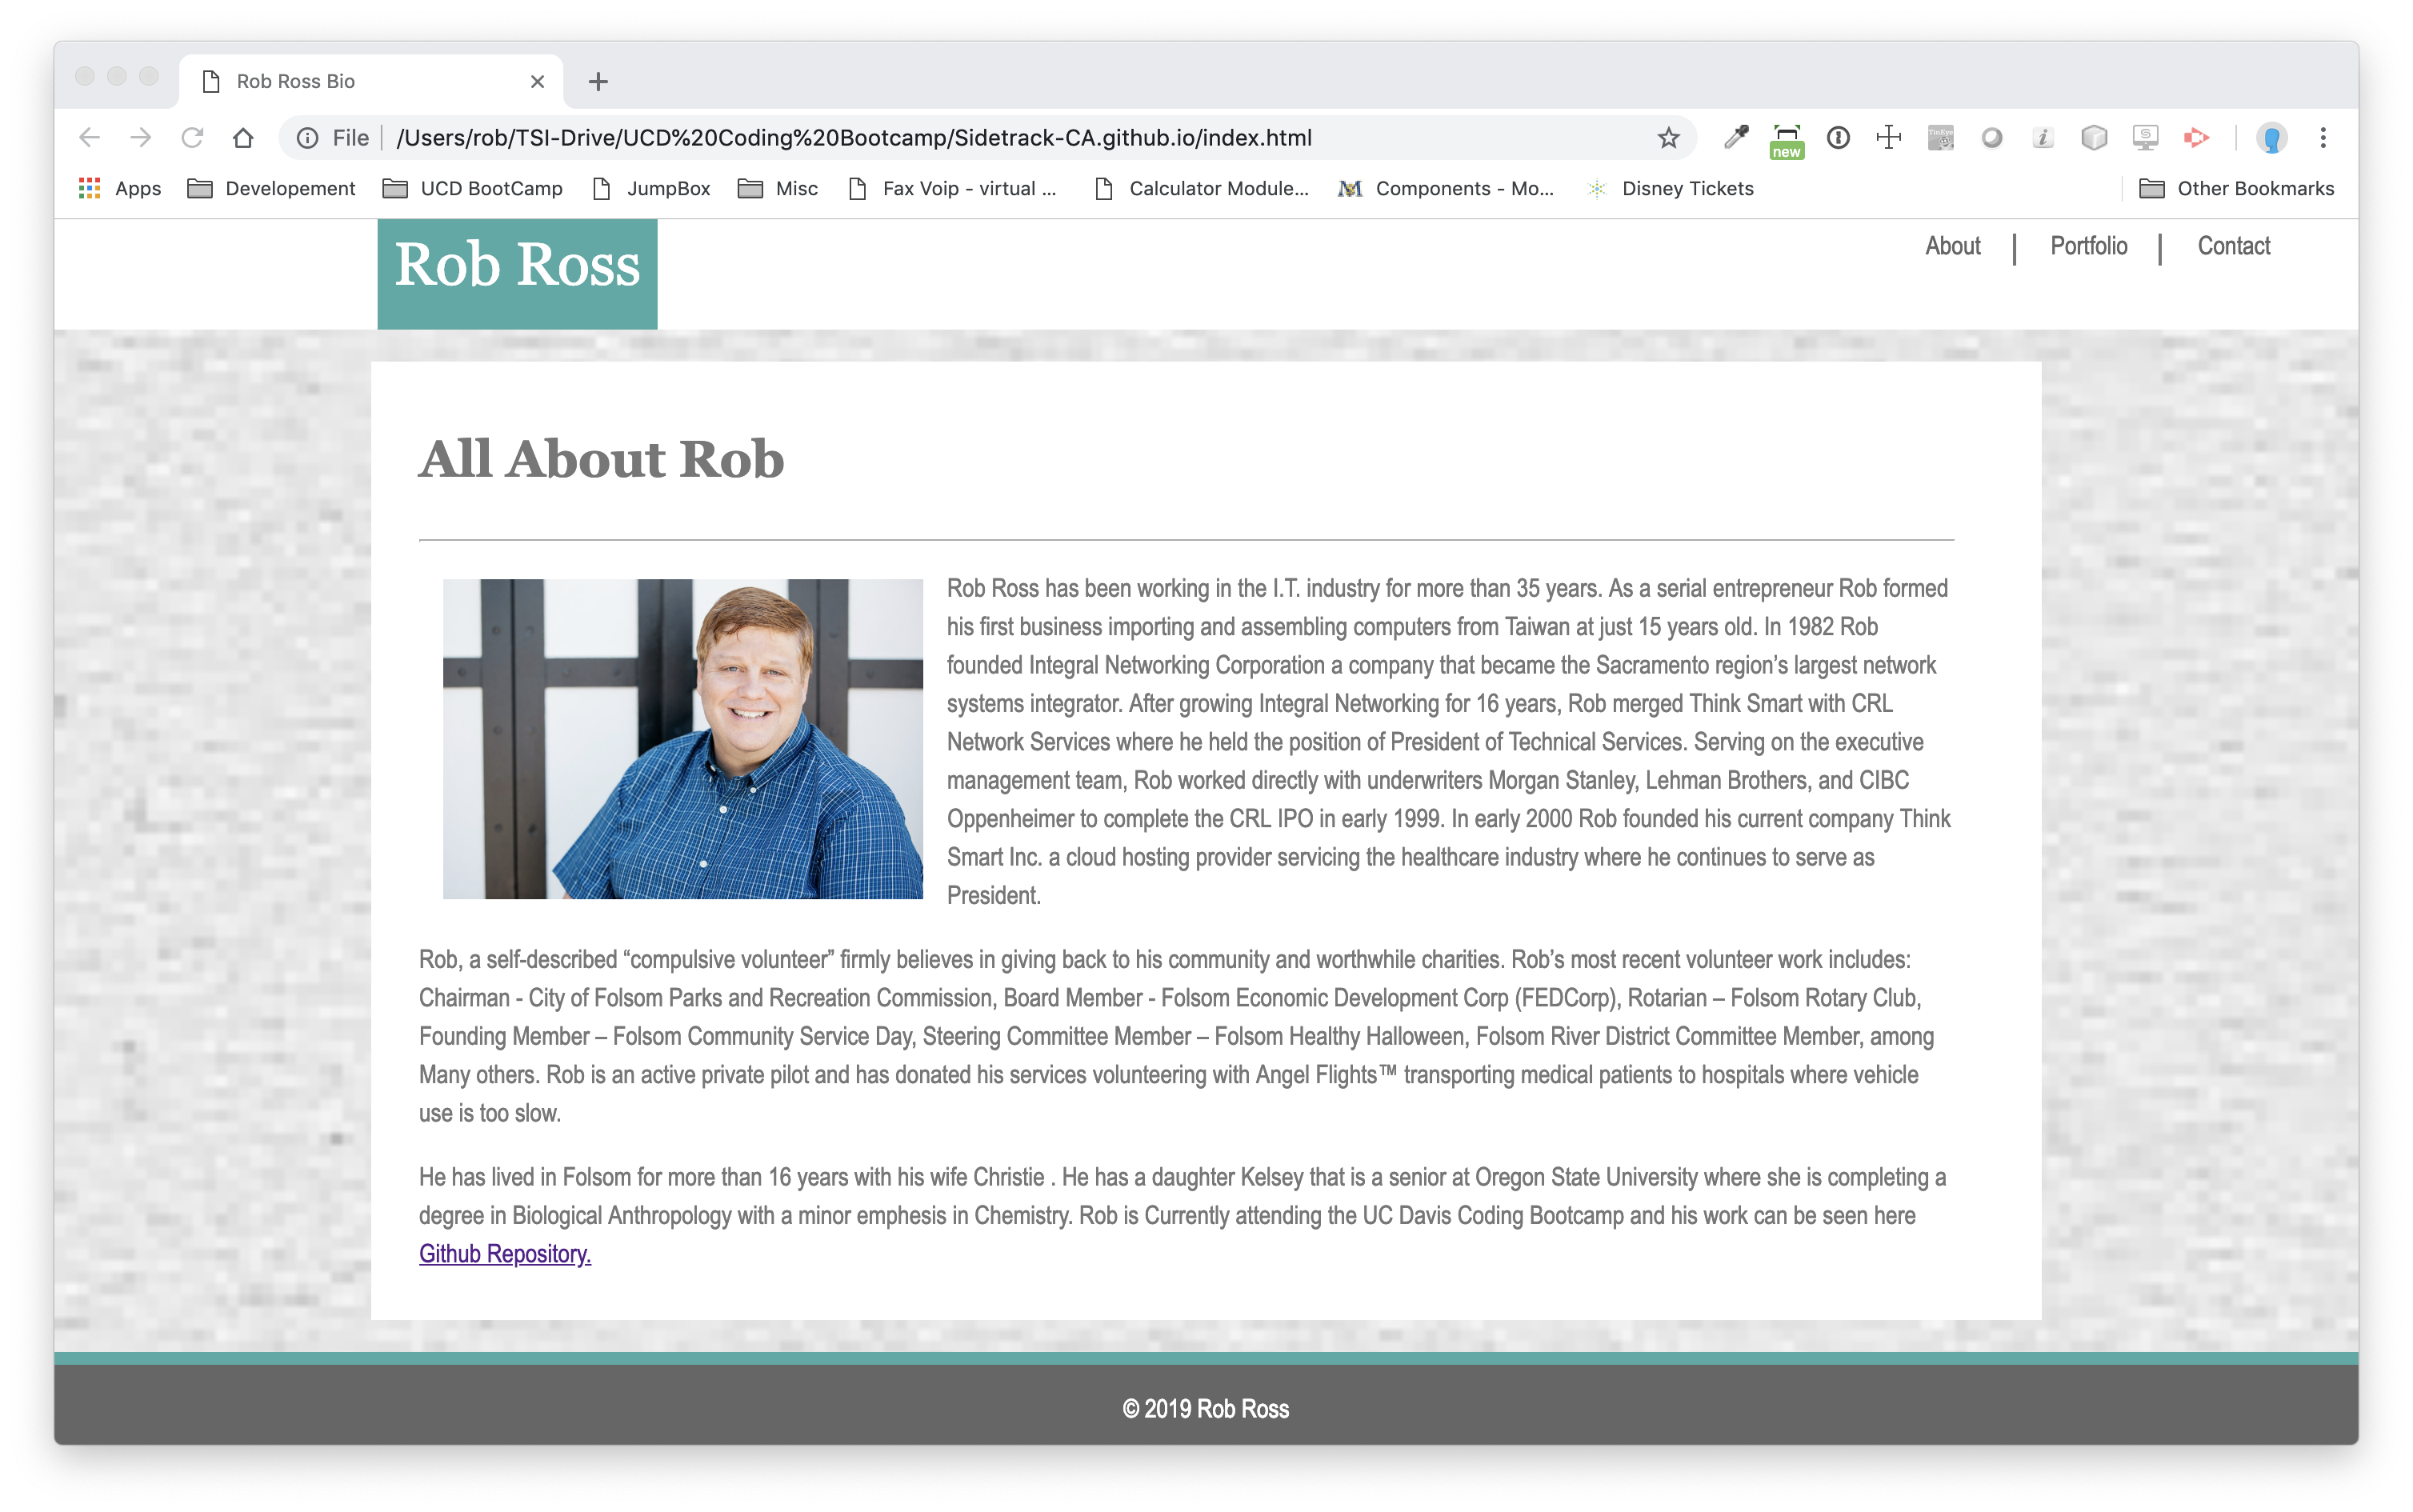 Rob Ross Bio
File /Users/rob/TSI-Drive/UCD%20Coding%20Bootcamp/Sidetrack-CA.github.io/index.html
new
Apps Developement UCD BootCamp JumpBox Misc Fax Voip - virtual ... Calculator Module... Components - Mo... Disney Tickets Other Bookmarks
Rob Ross
About | Portfolio | Contact
All About Rob
Rob Ross has been working in the I.T. industry for more than 35 years. As a serial entrepreneur Rob formed
his first business importing and assembling computers from Taiwan at just 15 years old. In 1982 Rob
founded Integral Networking Corporation a company that became the Sacramento region’s largest network
systems integrator. After growing Integral Networking for 16 years, Rob merged Think Smart with CRL
Network Services where he held the position of President of Technical Services. Serving on the executive
management team, Rob worked directly with underwriters Morgan Stanley, Lehman Brothers, and CIBC
Oppenheimer to complete the CRL IPO in early 1999. In early 2000 Rob founded his current company Think
Smart Inc. a cloud hosting provider servicing the healthcare industry where he continues to serve as
President.
Rob, a self-described “compulsive volunteer” firmly believes in giving back to his community and worthwhile charities. Rob’s most recent volunteer work includes:
Chairman - City of Folsom Parks and Recreation Commission, Board Member - Folsom Economic Development Corp (FEDCorp), Rotarian – Folsom Rotary Club,
Founding Member – Folsom Community Service Day, Steering Committee Member – Folsom Healthy Halloween, Folsom River District Committee Member, among
Many others. Rob is an active private pilot and has donated his services volunteering with Angel Flights™ transporting medical patients to hospitals where vehicle
use is too slow.
He has lived in Folsom for more than 16 years with his wife Christie . He has a daughter Kelsey that is a senior at Oregon State University where she is completing a
degree in Biological Anthropology with a minor emphesis in Chemistry. Rob is Currently attending the UC Davis Coding Bootcamp and his work can be seen here
Github Repository.
© 2019 Rob Ross